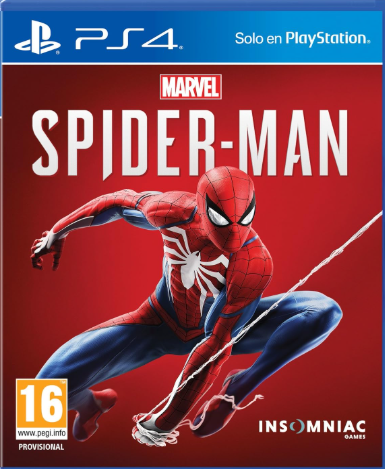 PS4
Solo en PlayStation®
MARVEL
SPIDER-MAN
16
www.pegi.info
PROVISIONAL
INSOMNIAC
GAMES